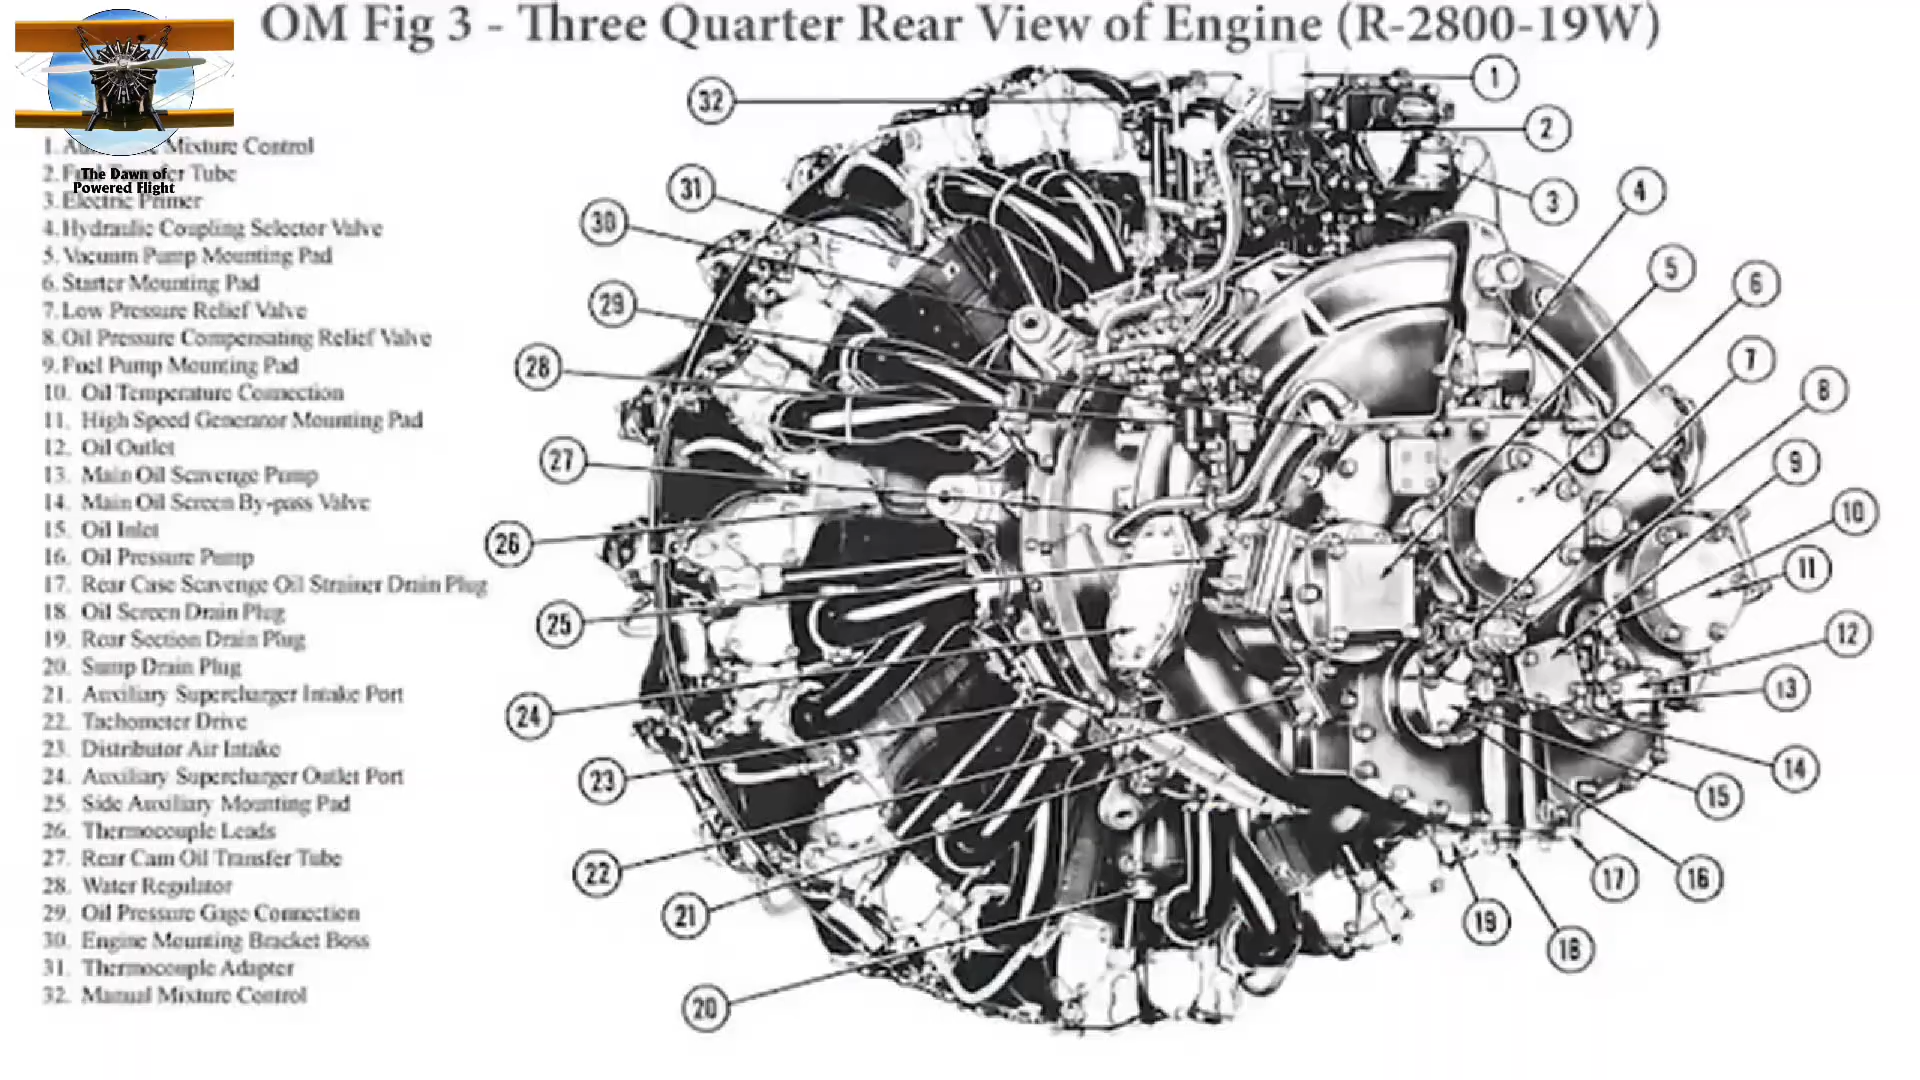 OM Fig 3 - Three Quarter Rear View of Engine (R-2800-19W)
The Dawn of
Powered Flight
1. Mixture Control
2. Tube
3. Electric Primer
4. Hydraulic Coupling Selector Valve
5. Vacuum Pump Mounting Pad
6. Starter Mounting Pad
7. Low Pressure Relief Valve
8. Oil Pressure Compensating Relief Valve
9. Fuel Pump Mounting Pad
10. Oil Temperature Connection
11. High Speed Generator Mounting Pad
12. Oil Outlet
13. Main Oil Scavenge Pump
14. Main Oil Screen By-pass Valve
15. Oil Inlet
16. Oil Pressure Pump
17. Rear Case Scavenge Oil Strainer Drain Plug
18. Oil Screen Drain Plug
19. Rear Section Drain Plug
20. Sump Drain Plug
21. Auxiliary Supercharger Intake Port
22. Tachometer Drive
23. Distributor Air Intake
24. Auxiliary Supercharger Outlet Port
25. Side Auxiliary Mounting Pad
26. Thermocouple Leads
27. Rear Cam Oil Transfer Tube
28. Water Regulator
29. Oil Pressure Gage Connection
30. Engine Mounting Bracket Boss
31. Thermocouple Adapter
32. Manual Mixture Control
1
2
3
4
5
6
7
8
9
10
11
12
13
14
15
16
17
18
19
20
21
22
23
24
25
26
27
28
29
30
31
32